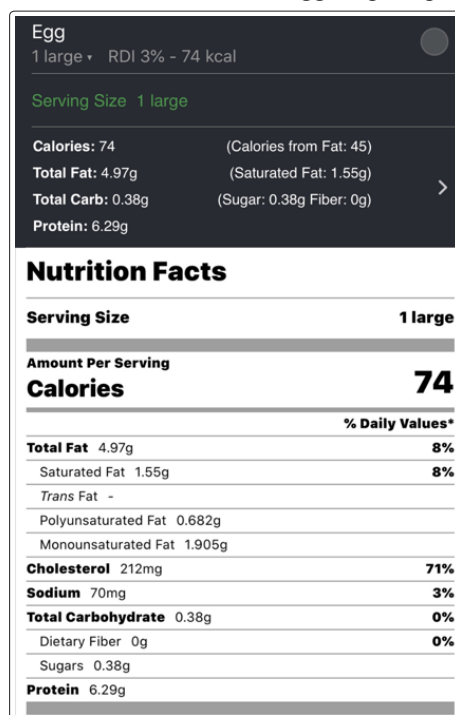 Egg
1 large ▾ RDI 3% - 74 kcal
Serving Size 1 large
Calories: 74 (Calories from Fat: 45)
Total Fat: 4.97g (Saturated Fat: 1.55g)
Total Carb: 0.38g (Sugar: 0.38g Fiber: 0g)
Protein: 6.29g
Nutrition Facts
Serving Size 1 large
Amount Per Serving
Calories 74
% Daily Values*
Total Fat 4.97g 8%
Saturated Fat 1.55g 8%
Trans Fat -
Polyunsaturated Fat 0.682g
Monounsaturated Fat 1.905g
Cholesterol 212mg 71%
Sodium 70mg 3%
Total Carbohydrate 0.38g 0%
Dietary Fiber 0g 0%
Sugars 0.38g
Protein 6.29g